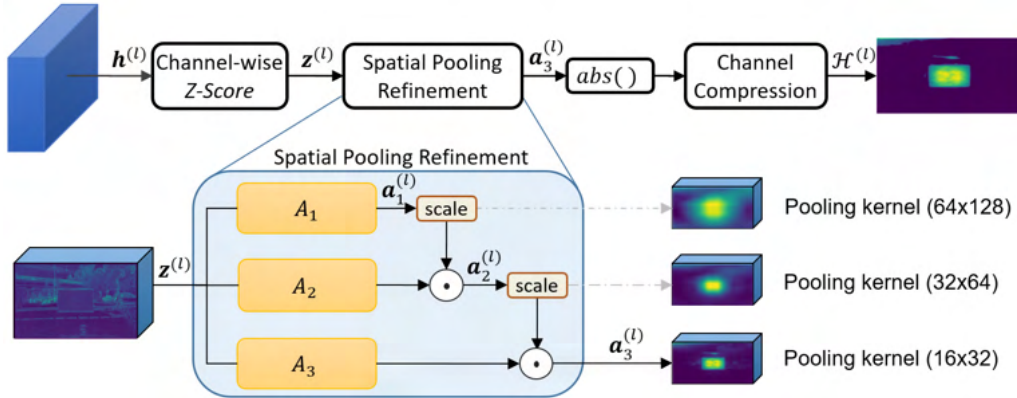 𝒉⁽ˡ⁾
Channel-wise
Z-Score
𝒛⁽ˡ⁾
Spatial Pooling
Refinement
𝒂₃⁽ˡ⁾
abs()
Channel
Compression
ℋ⁽ˡ⁾
Spatial Pooling Refinement
A₁
𝒂₁⁽ˡ⁾
scale
Pooling kernel (64x128)
𝒛⁽ˡ⁾
A₂
𝒂₂⁽ˡ⁾
scale
Pooling kernel (32x64)
A₃
𝒂₃⁽ˡ⁾
Pooling kernel (16x32)